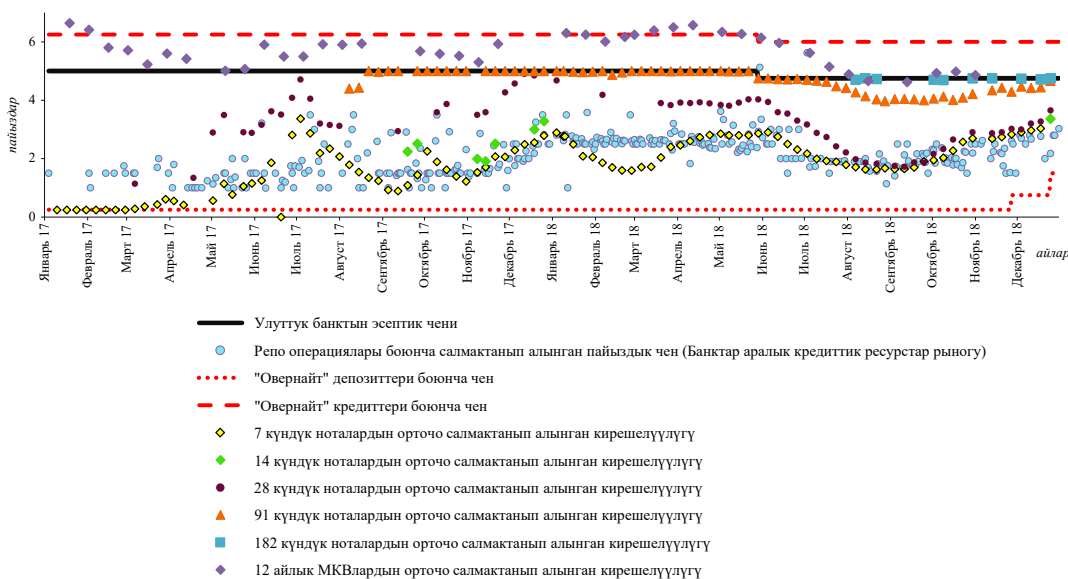 пайыздар
6
4
2
0
Январь 17
Февраль 17
Март 17
Апрель 17
Май 17
Июнь 17
Июль 17
Август 17
Сентябрь 17
Октябрь 17
Ноябрь 17
Декабрь 17
Январь 18
Февраль 18
Март 18
Апрель 18
Май 18
Июнь 18
Июль 18
Август 18
Сентябрь 18
Октябрь 18
Ноябрь 18
Декабрь 18
айлар
Улуттук банктын эсептик чени
Репо операциялары боюнча салмактанып алынган пайыздык чен (Банктар аралык кредиттик ресурстар рыногу)
"Овернайт" депозиттери боюнча чен
"Овернайт" кредиттери боюнча чен
7 күндүк ноталардын орточо салмактанып алынган кирешелүүлүгү
14 күндүк ноталардын орточо салмактанып алынган кирешелүүлүгү
28 күндүк ноталардын орточо салмактанып алынган кирешелүүлүгү
91 күндүк ноталардын орточо салмактанып алынган кирешелүүлүгү
182 күндүк ноталардын орточо салмактанып алынган кирешелүүлүгү
12 айлык МКВлардын орточо салмактанып алынган кирешелүүлүгү